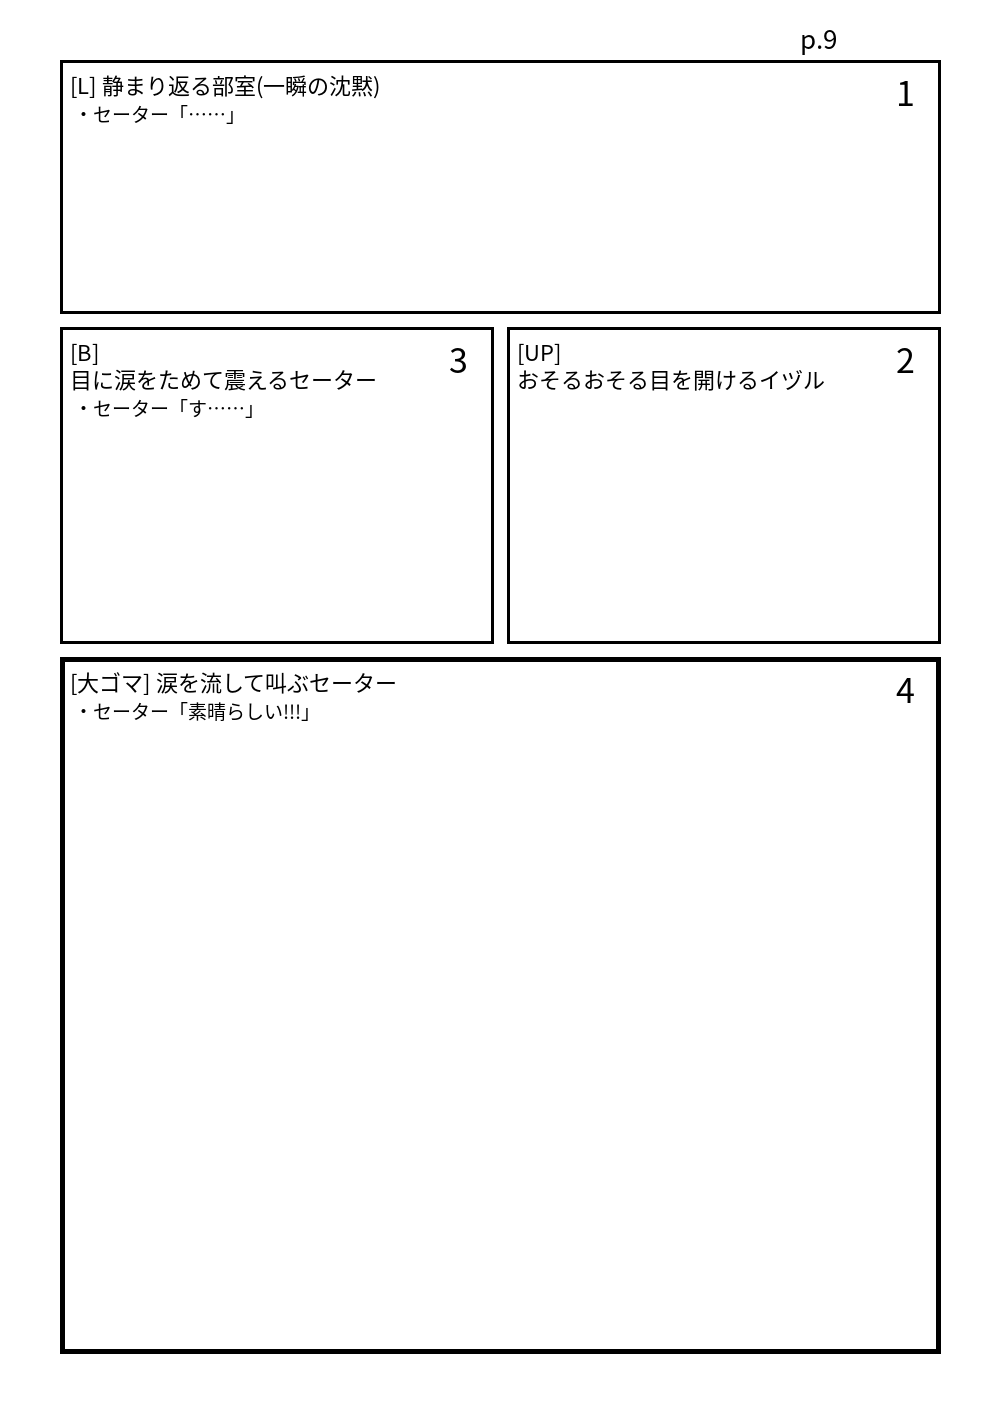 p.9
[L] 静まり返る部室(一瞬の沈黙)
1
・セーター「……」
[UP]
2
おそるおそる目を開けるイヅル
[B]
3
目に涙をためて震えるセーター
・セーター「す……」
[大ゴマ] 涙を流して叫ぶセーター
4
・セーター「素晴らしい!!!」